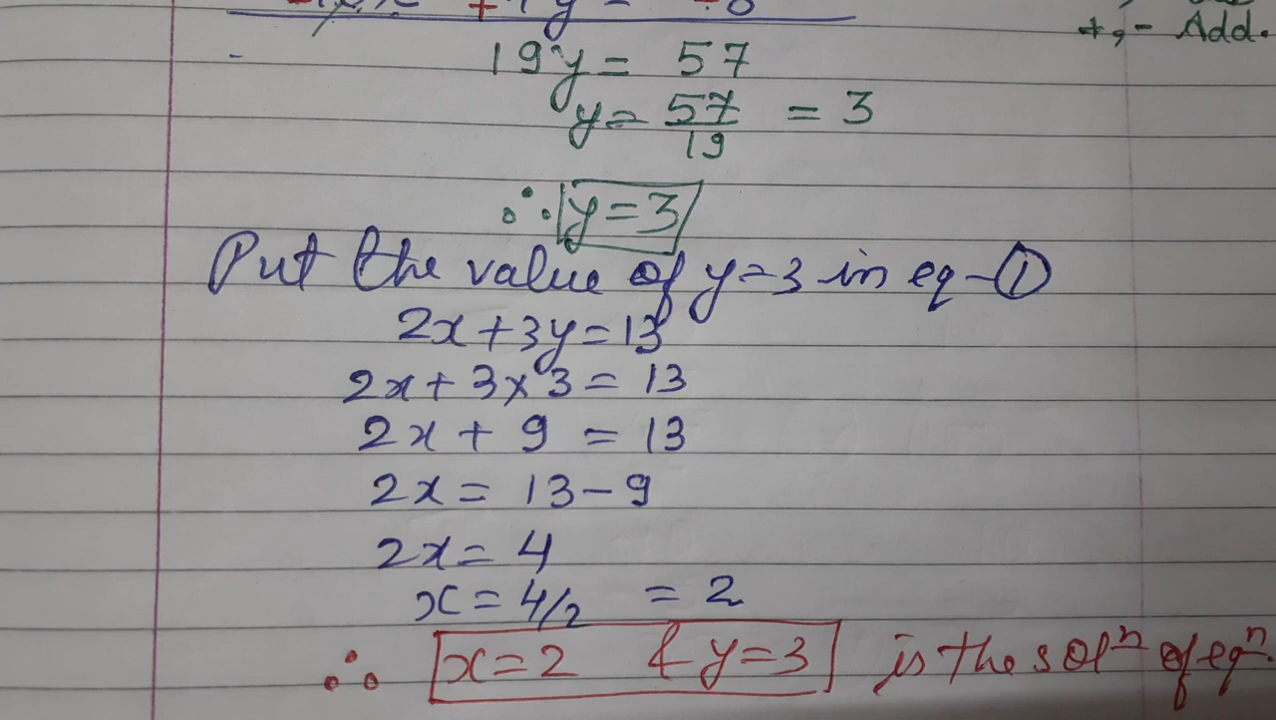 +,- Add.
19y = 57
y = 57/19 = 3
∴ y=3
Put the value of y=3 in eq-①
2x+3y=13
2x+3×3=13
2x+9=13
2x=13-9
2x=4
x=4/2 =2
∴ x=2 & y=3 is the solⁿ of eqⁿ.